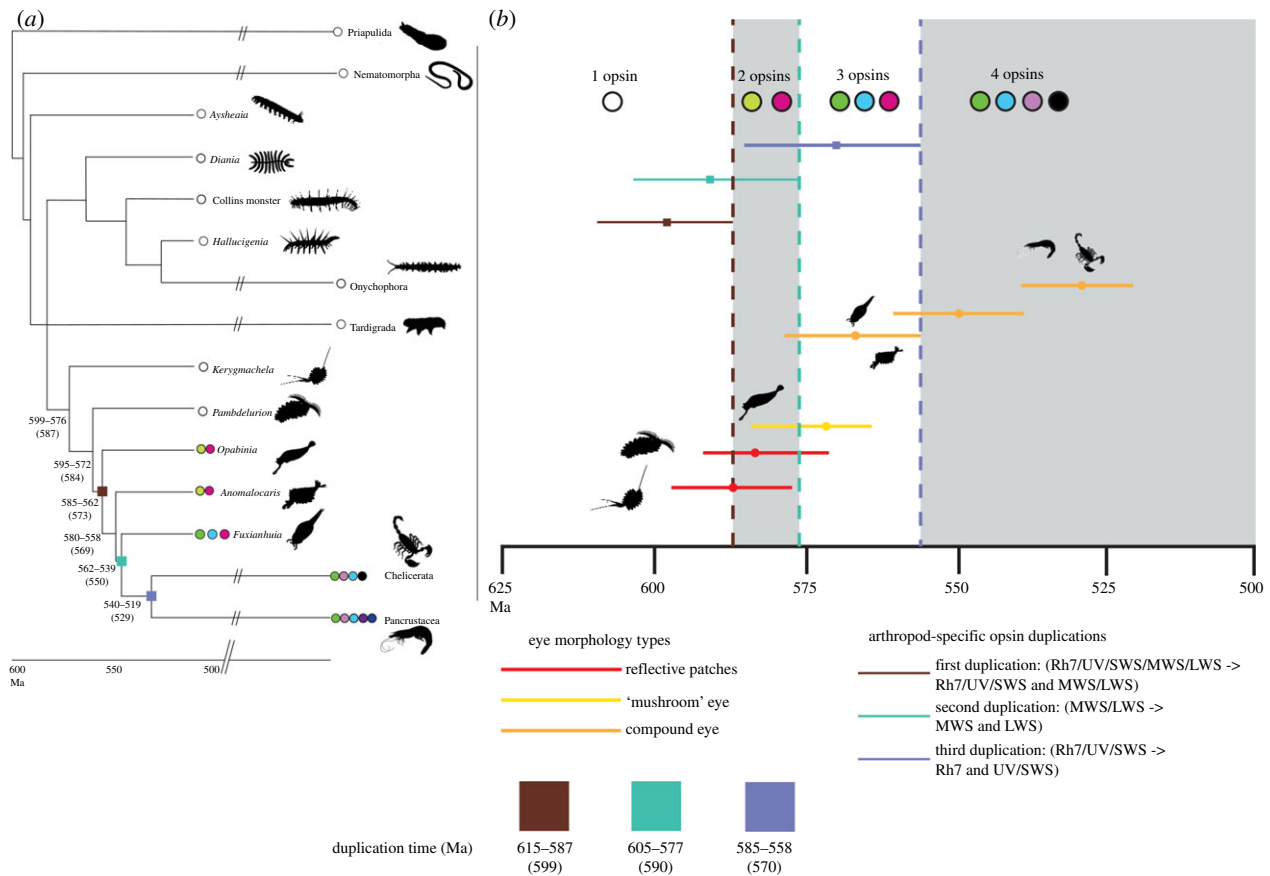 (a)
Priapulida
Nematomorpha
Aysheaia
Diania
Collins monster
Hallucigenia
Onychophora
Tardigrada
Kerygmachela
599–576
(587)
Pambdelurion
595–572
(584)
Opabinia
585–562
(573)
Anomalocaris
580–558
(569)
Fuxianhuia
562–539
(550)
Chelicerata
540–519
(529)
Pancrustacea
600
Ma
550
500
(b)
1 opsin
2 opsins
3 opsins
4 opsins
625
Ma
600
575
550
525
500
eye morphology types
reflective patches
‘mushroom’ eye
compound eye
arthropod-specific opsin duplications
first duplication: (Rh7/UV/SWS/MWS/LWS ->
Rh7/UV/SWS and MWS/LWS)
second duplication: (MWS/LWS ->
MWS and LWS)
third duplication: (Rh7/UV/SWS ->
Rh7 and UV/SWS)
duplication time (Ma)
615–587
(599)
605–577
(590)
585–558
(570)